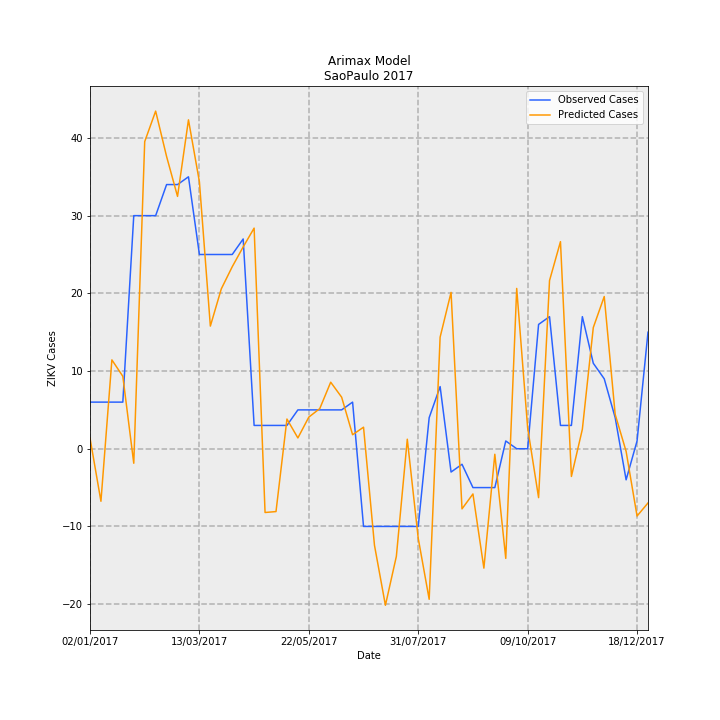 Arimax Model
SaoPaulo 2017
Observed Cases
Predicted Cases
ZIKV Cases
40
30
20
10
0
−10
−20
02/01/2017
13/03/2017
22/05/2017
31/07/2017
09/10/2017
18/12/2017
Date